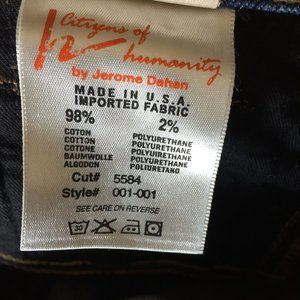 Citizens of
humanity
by Jerome Dahan
MADE IN U.S.A.
IMPORTED FABRIC
98% 2%
COTON POLYURETHANE
COTTON POLYURETHANE
COTONE POLYURETHANE
BAUMWOLLE POLYURETHANE
ALGODON POLIURETANO
Cut# 5584
Style# 001-001
SEE CARE ON REVERSE
30